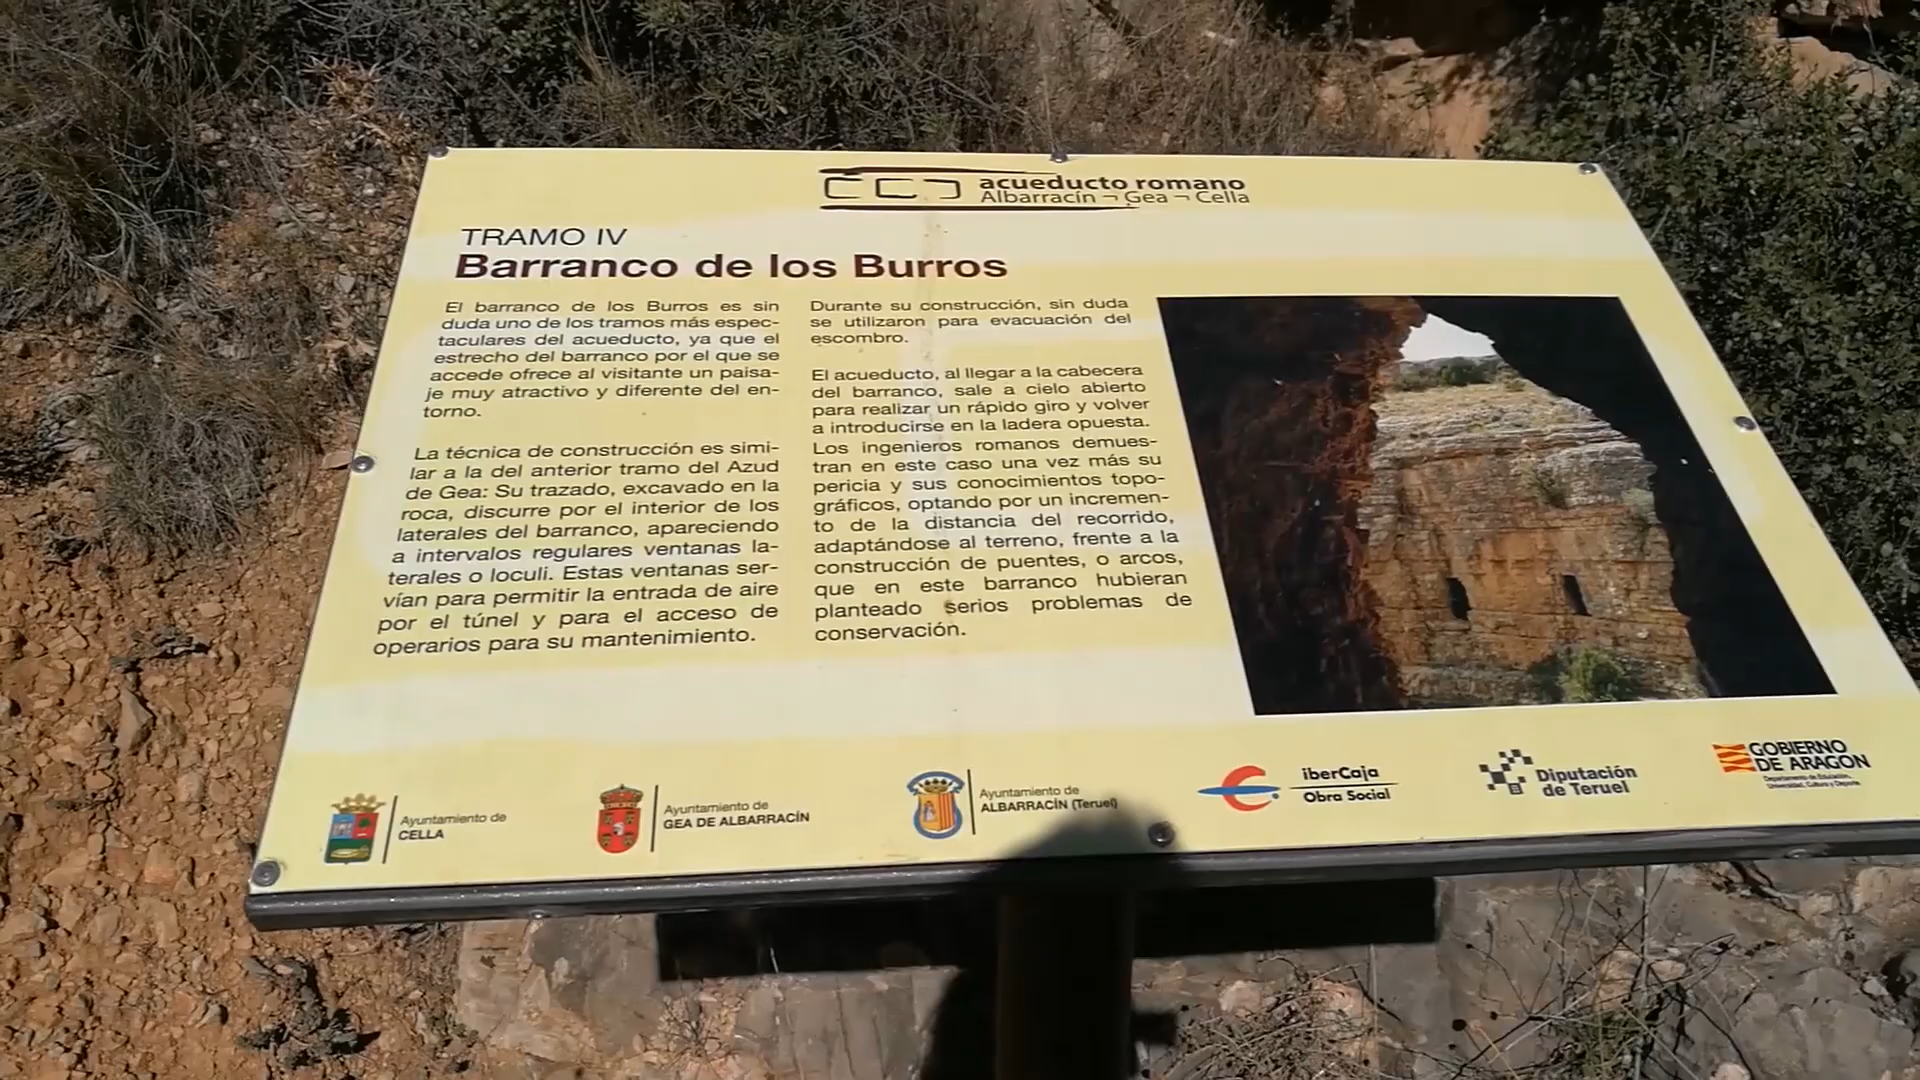 acueducto romano
Albarracín ¬ Gea ¬ Cella
TRAMO IV
Barranco de los Burros
El barranco de los Burros es sin
duda uno de los tramos más espec-
taculares del acueducto, ya que el
estrecho del barranco por el que se
accede ofrece al visitante un paisa-
je muy atractivo y diferente del en-
torno.
La técnica de construcción es simi-
lar a la del anterior tramo del Azud
de Gea: Su trazado, excavado en la
roca, discurre por el interior de los
laterales del barranco, apareciendo
a intervalos regulares ventanas la-
terales o loculi. Estas ventanas ser-
vían para permitir la entrada de aire
por el túnel y para el acceso de
operarios para su mantenimiento.
Durante su construcción, sin duda
se utilizaron para evacuación del
escombro.
El acueducto, al llegar a la cabecera
del barranco, sale a cielo abierto
para realizar un rápido giro y volver
a introducirse en la ladera opuesta.
Los ingenieros romanos demues-
tran en este caso una vez más su
pericia y sus conocimientos topo-
gráficos, optando por un incremen-
to de la distancia del recorrido,
adaptándose al terreno, frente a la
construcción de puentes, o arcos,
que en este barranco hubieran
planteado serios problemas de
conservación.
Ayuntamiento de
CELLA
Ayuntamiento de
GEA DE ALBARRACÍN
Ayuntamiento de
ALBARRACÍN (Teruel)
iberCaja
Obra Social
Diputación
de Teruel
GOBIERNO
DE ARAGON
Departamento de Educación,
Universidad, Cultura y Deporte